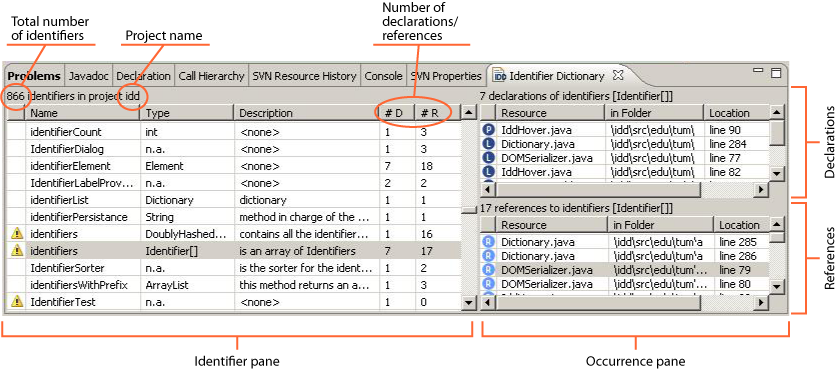 Total number
of identifiers
Project name
Number of
declarations/
references
Problems Javadoc Declaration Call Hierarchy SVN Resource History Console SVN Properties Identifier Dictionary
866 identifiers in project idd
Name Type Description # D # R
identifierCount int <none> 1 3
IdentifierDialog n.a. <none> 1 3
identifierElement Element <none> 7 18
IdentifierLabelProv... n.a. <none> 2 2
identifierList Dictionary dictionary 1 1
identifierPersistance String method in charge of the ... 1 1
identifiers DoublyHashed... contains all the identifier... 1 16
identifiers Identifier[] is an array of Identifiers 7 17
IdentifierSorter n.a. is the sorter for the ident... 1 2
identifiersWithPrefix ArrayList this method returns an a... 1 3
IdentifierTest n.a. <none> 1 0
7 declarations of identifiers [Identifier[]]
Resource in Folder Location
P IddHover.java \idd\src\edu\tum\ line 90
L Dictionary.java \idd\src\edu\tum\ line 284
L DOMSerializer.java \idd\src\edu\tum\ line 77
L IddHover.java \idd\src\edu\tum\ line 82
17 references to identifiers [Identifier[]]
Resource in Folder Location
R Dictionary.java \idd\src\edu\tum\a line 285
R Dictionary.java \idd\src\edu\tum\a line 286
R DOMSerializer.java \idd\src\edu\tum'... line 79
R DOMSerializer.java \idd\src\edu\tum'... line 80
Declarations
References
Identifier pane
Occurrence pane